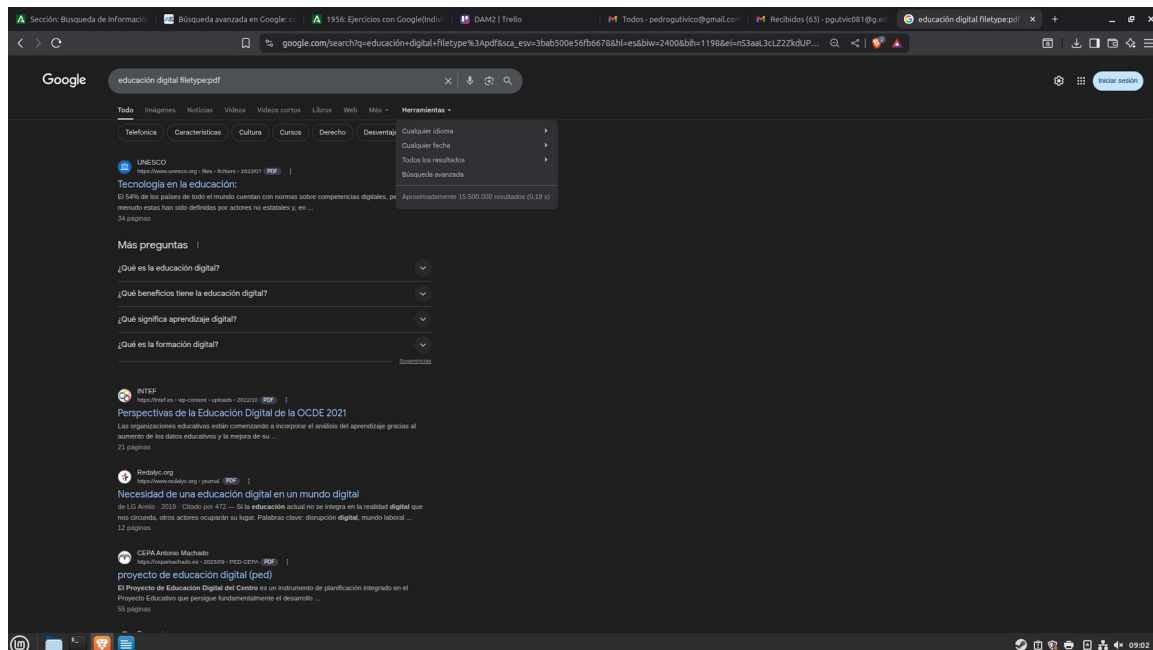 Sección: Busqueda de Informació
Búsqueda avanzada en Google: co
1956: Ejercicios con Google(Indiv
DAM2 | Trello
Todos - pedrogutivico@gmail.com
Recibidos (63) - pgutvic081@g.ed
educación digital filetype:pdf
google.com/search?q=educación+digital+filetype%3Apdf&sca_esv=3bab500e56fb6678&hl=es&biw=2400&bih=1198&ei=nS3aaL3cLZ2ZkdUP...
Google
educación digital filetype:pdf
Iniciar sesión
Todo Imágenes Noticias Vídeos Vídeos cortos Libros Web Más Herramientas
Telefonica Características Cultura Cursos Derecho Desventaj
Cualquier idioma
Cualquier fecha
Todos los resultados
Búsqueda avanzada
Aproximadamente 15.500.000 resultados (0,18 s)
UNESCO
https://www.unesco.org › files › fichiers › 2023/07 PDF
Tecnología en la educación:
El 54% de los países de todo el mundo cuentan con normas sobre competencias digitales, pe
menudo estas han sido definidas por actores no estatales y, en ...
34 páginas
Más preguntas
¿Qué es la educación digital?
¿Qué beneficios tiene la educación digital?
¿Qué significa aprendizaje digital?
¿Qué es la formación digital?
Sugerencias
INTEF
https://intef.es › wp-content › uploads › 2022/10 PDF
Perspectivas de la Educación Digital de la OCDE 2021
Las organizaciones educativas están comenzando a incorporar el análisis del aprendizaje gracias al
aumento de los datos educativos y la mejora de su ...
21 páginas
Redalyc.org
https://www.redalyc.org › journal PDF
Necesidad de una educación digital en un mundo digital
de LG Aretio · 2019 · Citado por 472 — Si la educación actual no se integra en la realidad digital que
nos circunda, otros actores ocuparán su lugar. Palabras clave: disrupción digital, mundo laboral ...
12 páginas
CEPA Antonio Machado
https://cepamachado.es › 2023/09 › PED-CEPA PDF
proyecto de educación digital (ped)
El Proyecto de Educación Digital del Centro es un instrumento de planificación integrado en el
Proyecto Educativo que persigue fundamentalmente el desarrollo ...
55 páginas
09:02